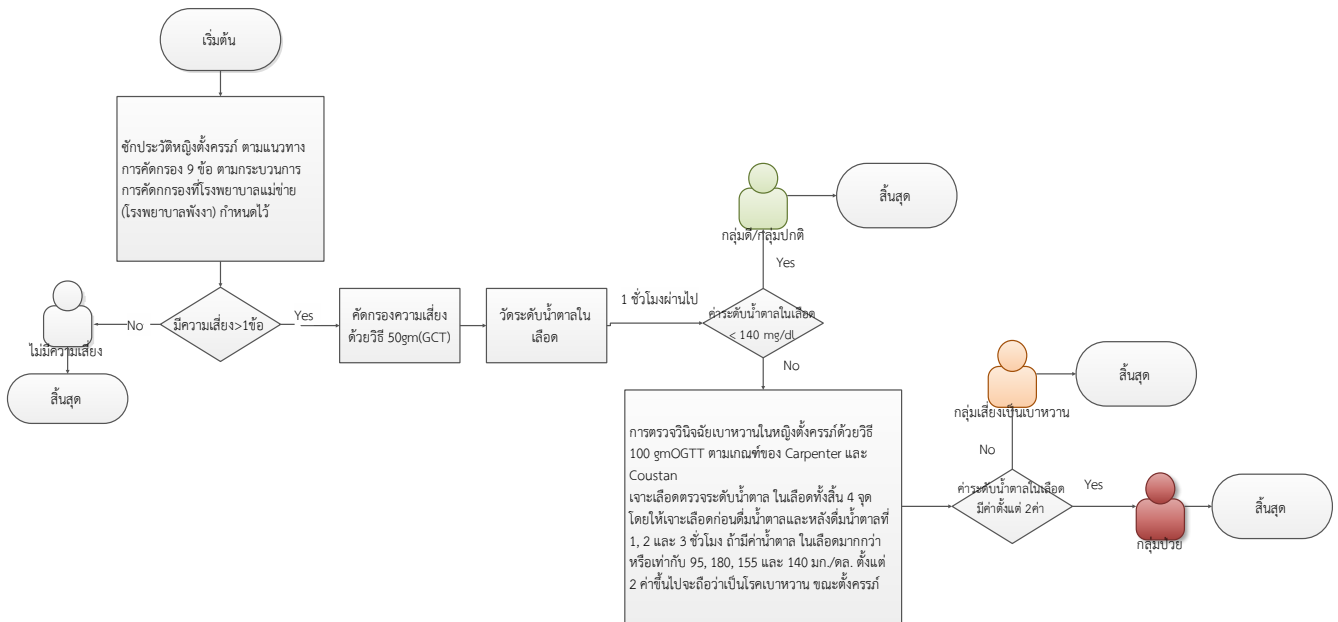 เริ่มต้น
ซักประวัติหญิงตั้งครรภ์ ตามแนวทาง
การคัดกรอง 9 ข้อ ตามกระบวนการ
การคัดกกรองที่โรงพยาบาลแม่ข่าย
(โรงพยาบาลพังงา) กำหนดไว้
มีความเสี่ยง>1ข้อ
No
ไม่มีความเสี่ยง
สิ้นสุด
Yes
คัดกรองความเสี่ยง
ด้วยวิธี 50gm(GCT)
วัดระดับน้ำตาลใน
เลือด
1 ชั่วโมงผ่านไป
ค่าระดับน้ำตาลในเลือด
< 140 mg/dl
Yes
กลุ่มดี/กลุ่มปกติ
สิ้นสุด
No
การตรวจวินิจฉัยเบาหวานในหญิงตั้งครรภ์ด้วยวิธี
100 gmOGTT ตามเกณฑ์ของ Carpenter และ
Coustan
เจาะเลือดตรวจระดับน้ำตาล ในเลือดทั้งสิ้น 4 จุด
โดยให้เจาะเลือดก่อนดื่มน้ำตาลและหลังดื่มน้ำตาลที่
1, 2 และ 3 ชั่วโมง ถ้ามีค่าน้ำตาล ในเลือดมากกว่า
หรือเท่ากับ 95, 180, 155 และ 140 มก./ดล. ตั้งแต่
2 ค่าขึ้นไปจะถือว่าเป็นโรคเบาหวาน ขณะตั้งครรภ์
ค่าระดับน้ำตาลในเลือด
มีค่าตั้งแต่ 2ค่า
No
กลุ่มเสี่ยงเป็นเบาหวาน
สิ้นสุด
Yes
กลุ่มป่วย
สิ้นสุด